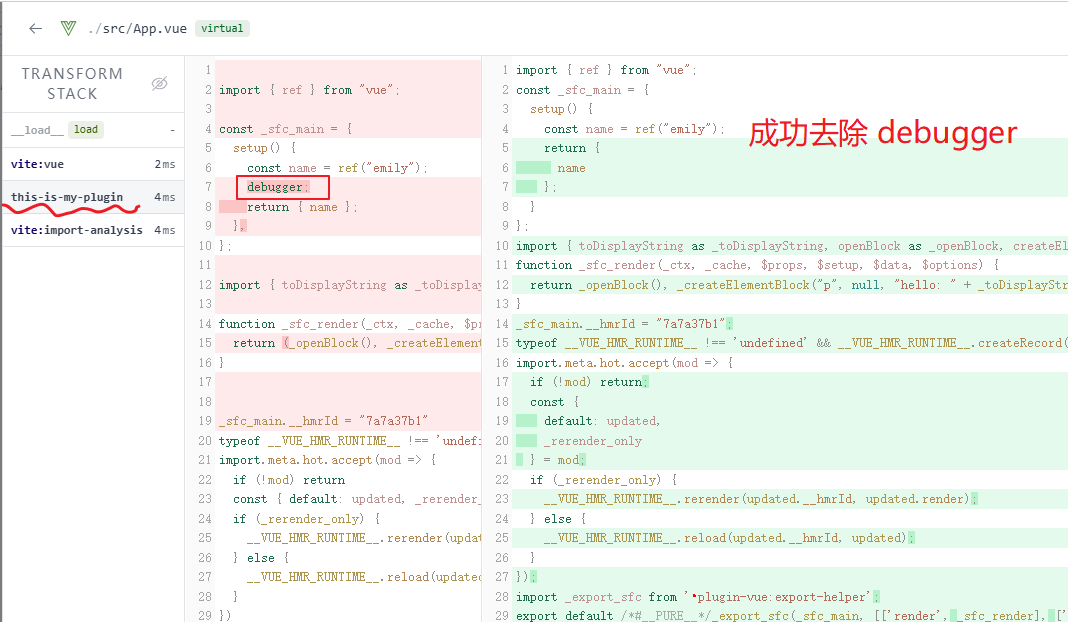 ./src/App.vue virtual
TRANSFORM
STACK
__load__ load -
vite:vue 2ms
this-is-my-plugin 4ms
vite:import-analysis 4ms
1
2 import { ref } from "vue";
3
4 const _sfc_main = {
5 setup() {
6 const name = ref("emily");
7 debugger;
8 return { name };
9 },
10 };
11
12 import { toDisplayString as _toDisplay
13
14 function _sfc_render(_ctx, _cache, $p
15 return (_openBlock(), _createElement
16 }
17
18
19 _sfc_main.__hmrId = "7a7a37b1"
20 typeof __VUE_HMR_RUNTIME__ !== 'undef
21 import.meta.hot.accept(mod => {
22 if (!mod) return
23 const { default: updated, _rerender_
24 if (_rerender_only) {
25 __VUE_HMR_RUNTIME__.rerender(updat
26 } else {
27 __VUE_HMR_RUNTIME__.reload(updated
28 }
29 })
1 import { ref } from "vue";
2 const _sfc_main = {
3 setup() {
4 const name = ref("emily");
5 return {
6 name
7 };
8 }
9 };
10 import { toDisplayString as _toDisplayString, openBlock as _openBlock, createEl
11 function _sfc_render(_ctx, _cache, $props, $setup, $data, $options) {
12 return _openBlock(), _createElementBlock("p", null, "hello: " + _toDisplayStr
13 }
14 _sfc_main.__hmrId = "7a7a37b1";
15 typeof __VUE_HMR_RUNTIME__ !== 'undefined' && __VUE_HMR_RUNTIME__.createRecord(
16 import.meta.hot.accept(mod => {
17 if (!mod) return;
18 const {
19 default: updated,
20 _rerender_only
21 } = mod;
22 if (_rerender_only) {
23 __VUE_HMR_RUNTIME__.rerender(updated.__hmrId, updated.render);
24 } else {
25 __VUE_HMR_RUNTIME__.reload(updated.__hmrId, updated);
26 }
27 });
28 import _export_sfc from '•plugin-vue:export-helper';
29 export default /*#__PURE__*/_export_sfc(_sfc_main, [['render', _sfc_render], ['
成功去除 debugger